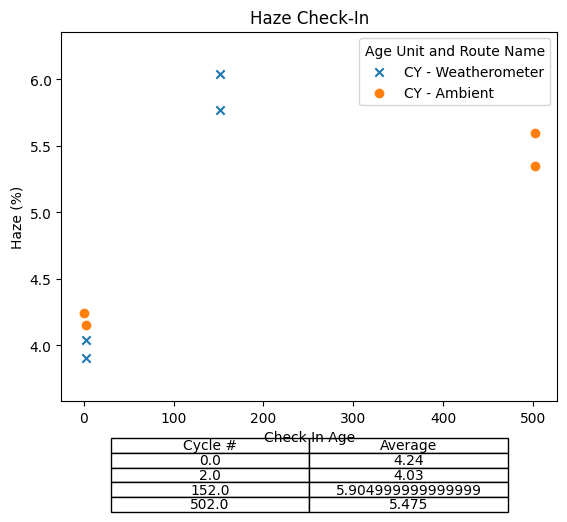 Haze Check-In
Age Unit and Route Name
CY - Weatherometer
CY - Ambient
Haze (%)
6.0
5.5
5.0
4.5
4.0
0 100 200 300 400 500
Check In Age
Cycle # Average
0.0 4.24
2.0 4.03
152.0 5.904999999999999
502.0 5.475